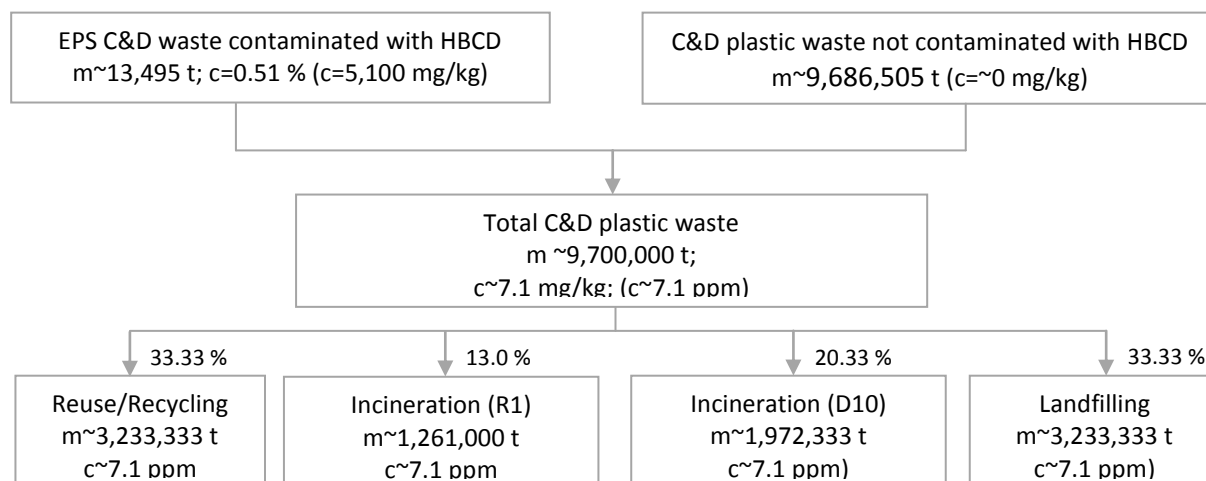 EPS C&D waste contaminated with HBCD
m~13,495 t; c=0.51 % (c=5,100 mg/kg)
C&D plastic waste not contaminated with HBCD
m~9,686,505 t (c=~0 mg/kg)
Total C&D plastic waste
m ~9,700,000 t;
c~7.1 mg/kg; (c~7.1 ppm)
33.33 %
13.0 %
20.33 %
33.33%
Reuse/Recycling
m~3,233,333 t
c~7.1 ppm
Incineration (R1)
m~1,261,000 t
c~7.1 ppm
Incineration (D10)
m~1,972,333 t
c~7.1 ppm)
Landfilling
m~3,233,333 t
c~7.1 ppm)